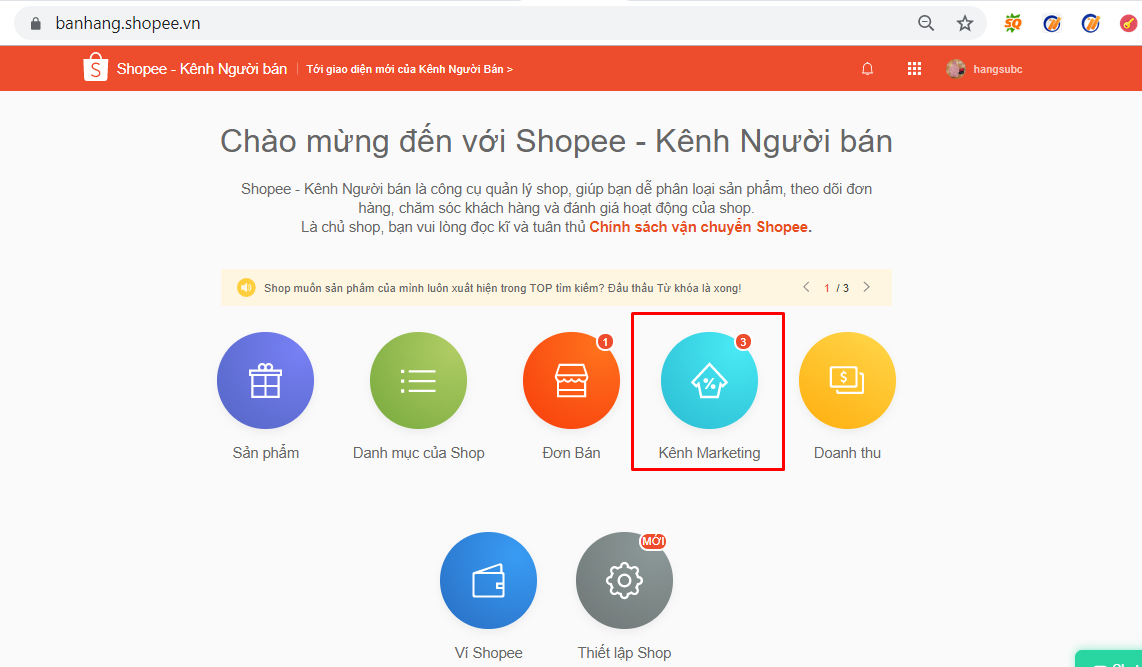 banhang.shopee.vn
Shopee - Kênh Người bán
Tới giao diện mới của Kênh Người Bán >
hangsubc
Chào mừng đến với Shopee - Kênh Người bán
Shopee - Kênh Người bán là công cụ quản lý shop, giúp bạn dễ phân loại sản phẩm, theo dõi đơn
hàng, chăm sóc khách hàng và đánh giá hoạt động của shop.
Là chủ shop, bạn vui lòng đọc kĩ và tuân thủ Chính sách vận chuyển Shopee.
Shop muốn sản phẩm của mình luôn xuất hiện trong TOP tìm kiếm? Đấu thầu Từ khóa là xong!
1 / 3
1
3
Sản phẩm
Danh mục của Shop
Đơn Bán
Kênh Marketing
Doanh thu
MỚI
Ví Shopee
Thiết lập Shop